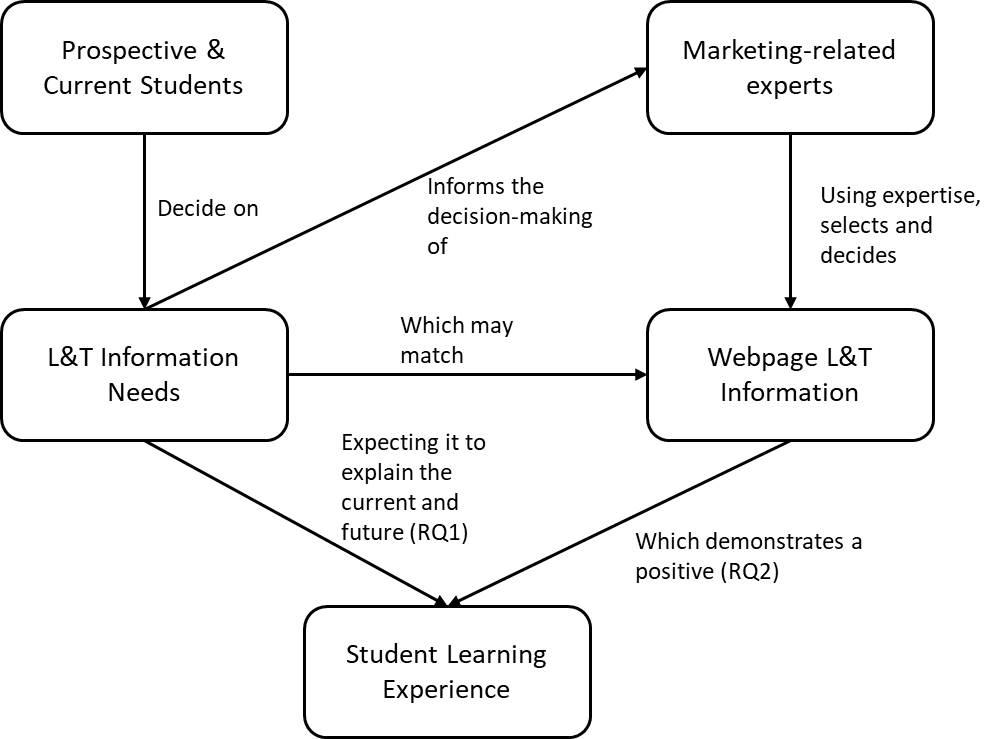 Prospective &
Current Students
Marketing-related
experts
Decide on
Informs the
decision-making
of
Using expertise,
selects and
decides
L&T Information
Needs
Which may
match
Webpage L&T
Information
Expecting it to
explain the
current and
future (RQ1)
Which demonstrates a
positive (RQ2)
Student Learning
Experience